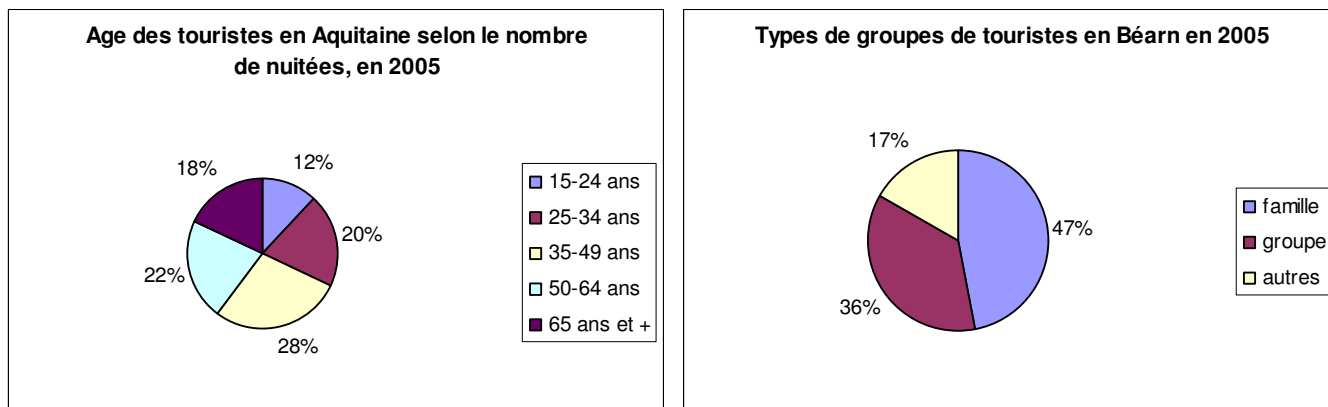 Age des touristes en Aquitaine selon le nombre
de nuitées, en 2005
12%
20%
28%
22%
18%
15-24 ans
25-34 ans
35-49 ans
50-64 ans
65 ans et +
Types de groupes de touristes en Béarn en 2005
47%
36%
17%
famille
groupe
autres